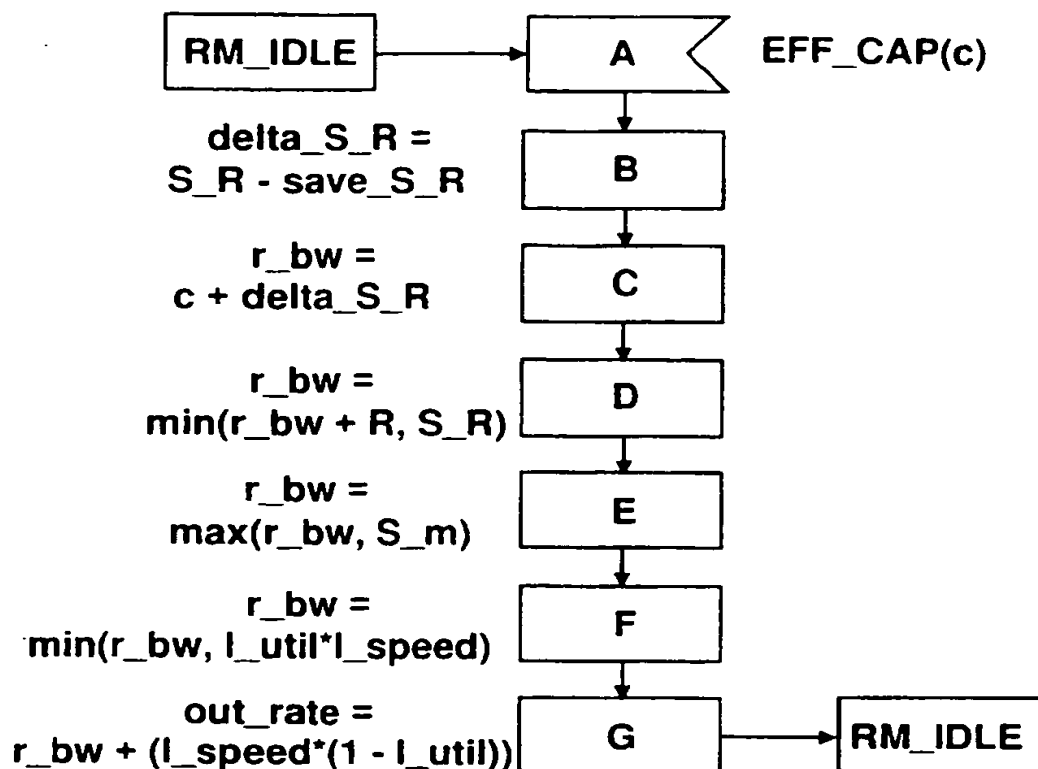 RM_IDLE
A
EFF_CAP(c)
delta_S_R =
S_R - save_S_R
B
r_bw =
c + delta_S_R
C
r_bw =
min(r_bw + R, S_R)
D
r_bw =
max(r_bw, S_m)
E
r_bw =
min(r_bw, l_util*l_speed)
F
out_rate =
r_bw + (l_speed*(1 - l_util))
G
RM_IDLE